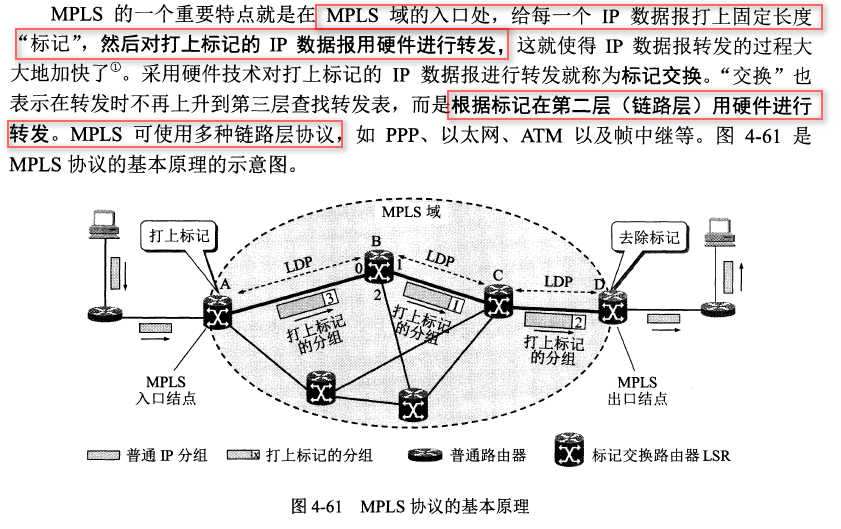 MPLS 的一个重要特点就是在 MPLS 域的入口处，给每一个 IP 数据报打上固定长度
“标记”，然后对打上标记的 IP 数据报用硬件进行转发，这就使得 IP 数据报转发的过程大
大地加快了①。采用硬件技术对打上标记的 IP 数据报进行转发就称为标记交换。“交换”也
表示在转发时不再上升到第三层查找转发表，而是根据标记在第二层（链路层）用硬件进行
转发。MPLS 可使用多种链路层协议，如 PPP、以太网、ATM 以及帧中继等。图 4-61 是
MPLS 协议的基本原理的示意图。
MPLS 域
打上标记
去除标记
B
LDP
LDP
0
1
A
C
LDP
D
2
3
1
2
打上标记
的分组
打上标记
的分组
打上标记
的分组
MPLS
入口结点
MPLS
出口结点
普通 IP 分组
x
打上标记的分组
普通路由器
标记交换路由器 LSR
图 4-61 MPLS 协议的基本原理